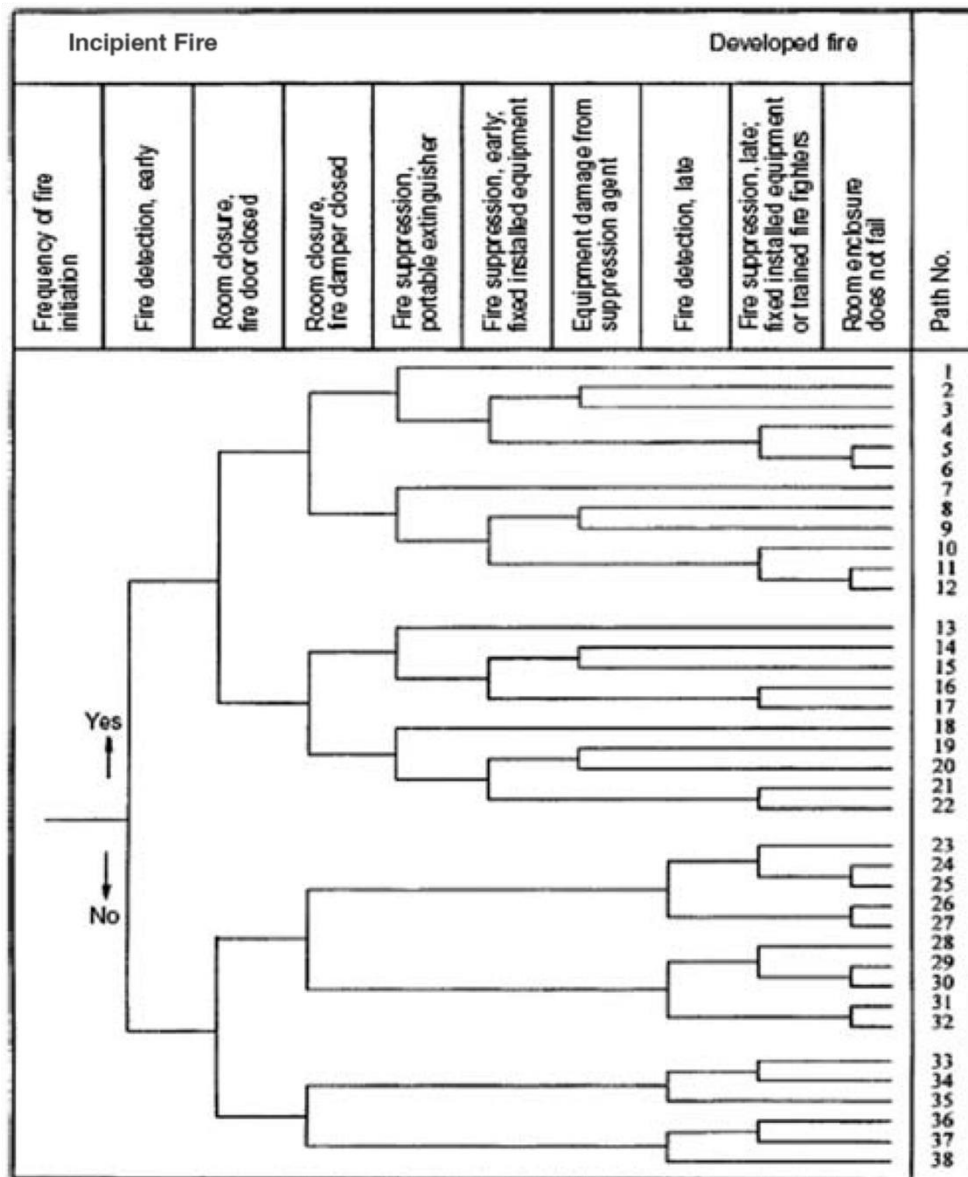 Incipient Fire
Developed fire
Frequency of fire
initiation
Fire detection, early
Room closure,
fire door closed
Room closure,
fire damper closed
Fire suppression,
portable extinguisher
Fire suppression, early;
fixed installed equipment
Equipment damage from
suppression agent
Fire detection, late
Fire suppression, late;
fixed installed equipment
or trained fire fighters
Room enclosure
does not fail
Path No.
1
2
3
4
5
6
7
8
9
10
11
12
13
14
15
16
17
Yes
18
19
20
21
22
23
24
25
No
26
27
28
29
30
31
32
33
34
35
36
37
38